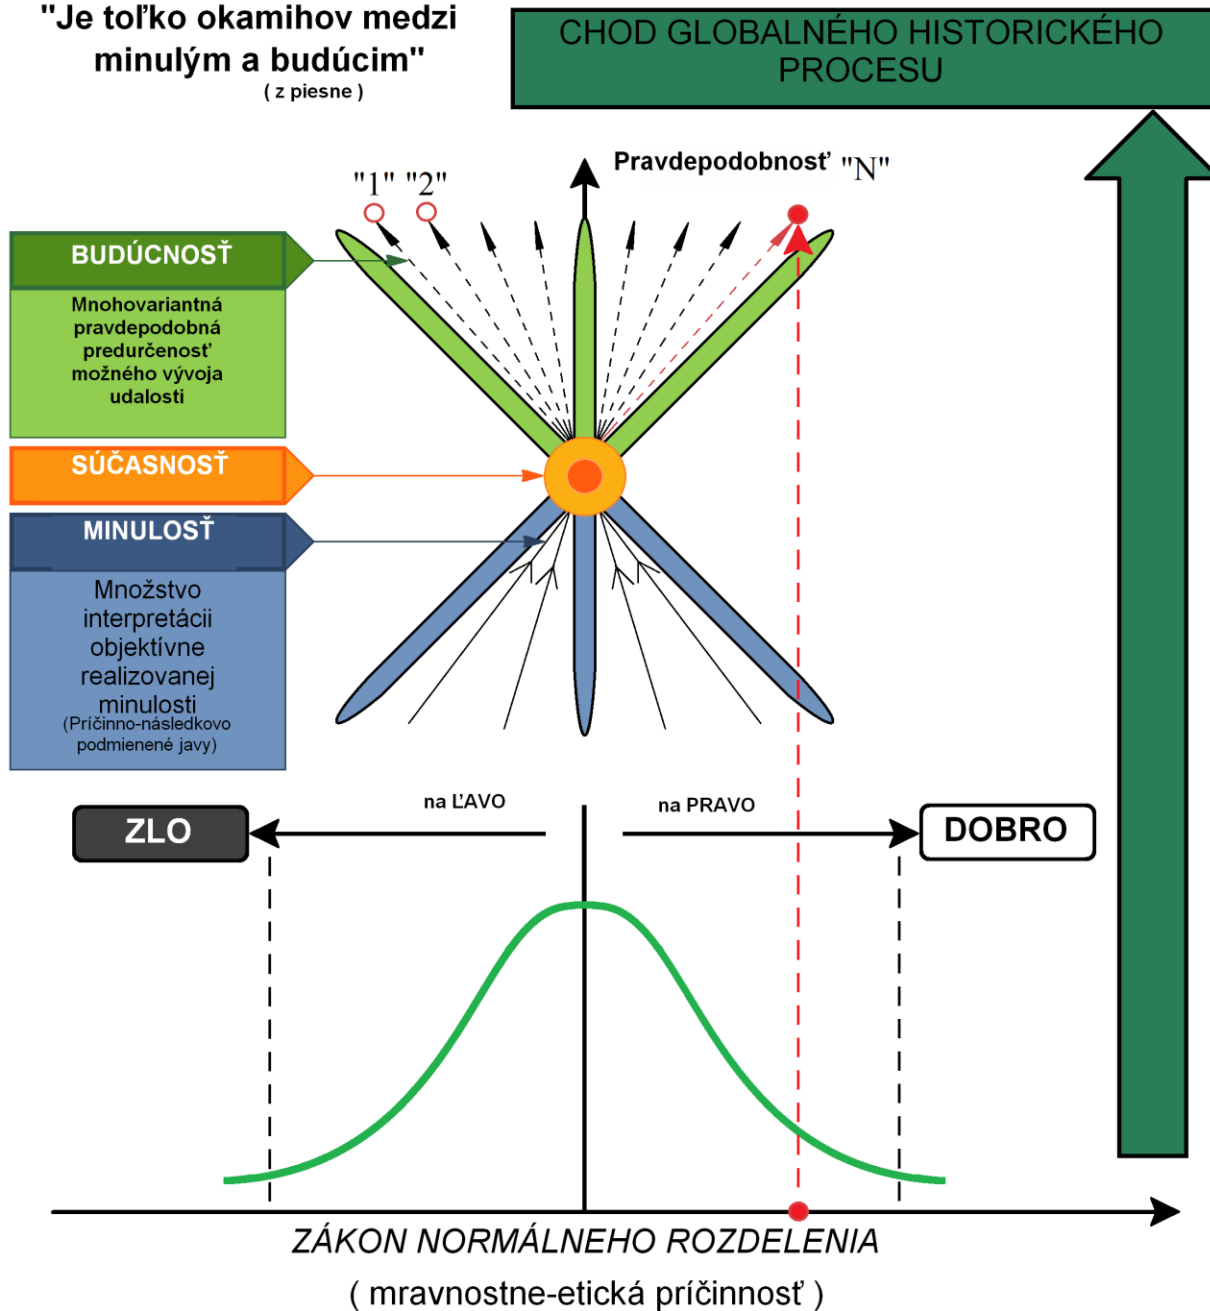 "Je toľko okamihov medzi
minulým a budúcim"
( z piesne )
CHOD GLOBALNÉHO HISTORICKÉHO
PROCESU
Pravdepodobnosť "N"
"1" "2"
BUDÚCNOSŤ
Mnohovariantná
pravdepodobná
predurčenosť
možného vývoja
udalosti
SÚČASNOSŤ
MINULOSŤ
Množstvo
interpretácii
objektívne
realizovanej
minulosti
(Príčinno-následkovo
podmienené javy)
na ĽAVO
na PRAVO
ZLO
DOBRO
ZÁKON NORMÁLNEHO ROZDELENIA
( mravnostne-etická príčinnosť )